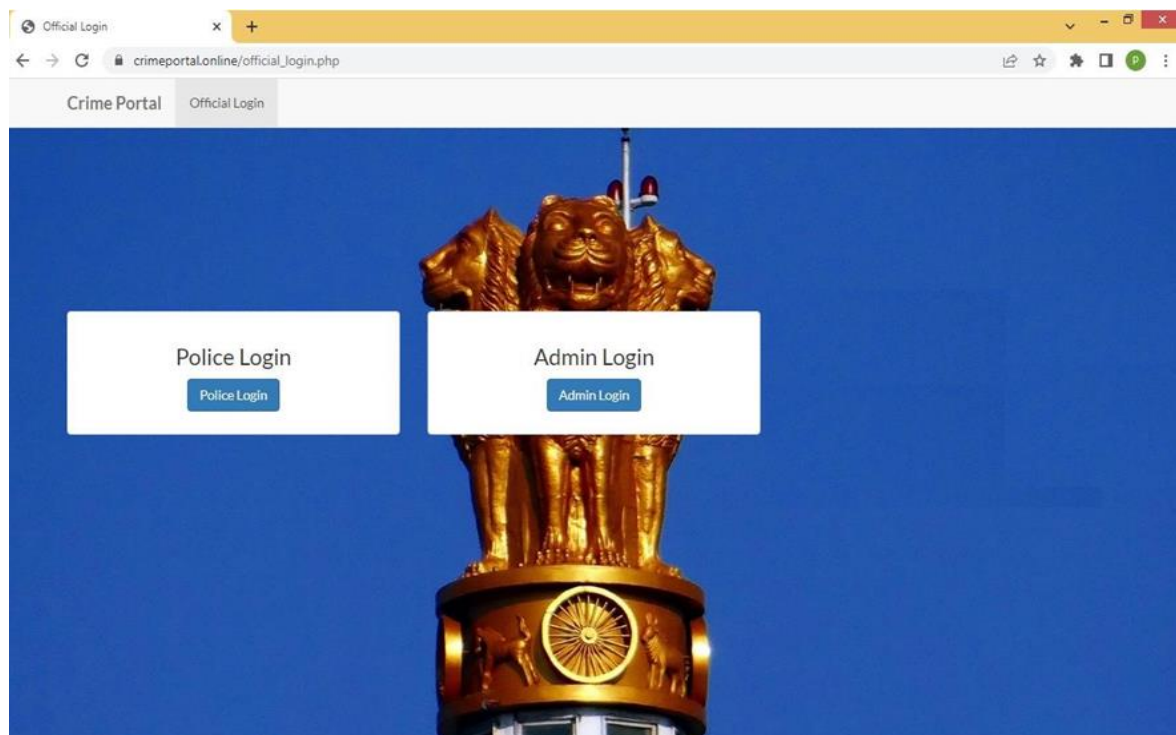 Official Login
crimeportal.online/official_login.php
P
Crime Portal Official Login
Police Login Admin Login
Police Login Admin Login